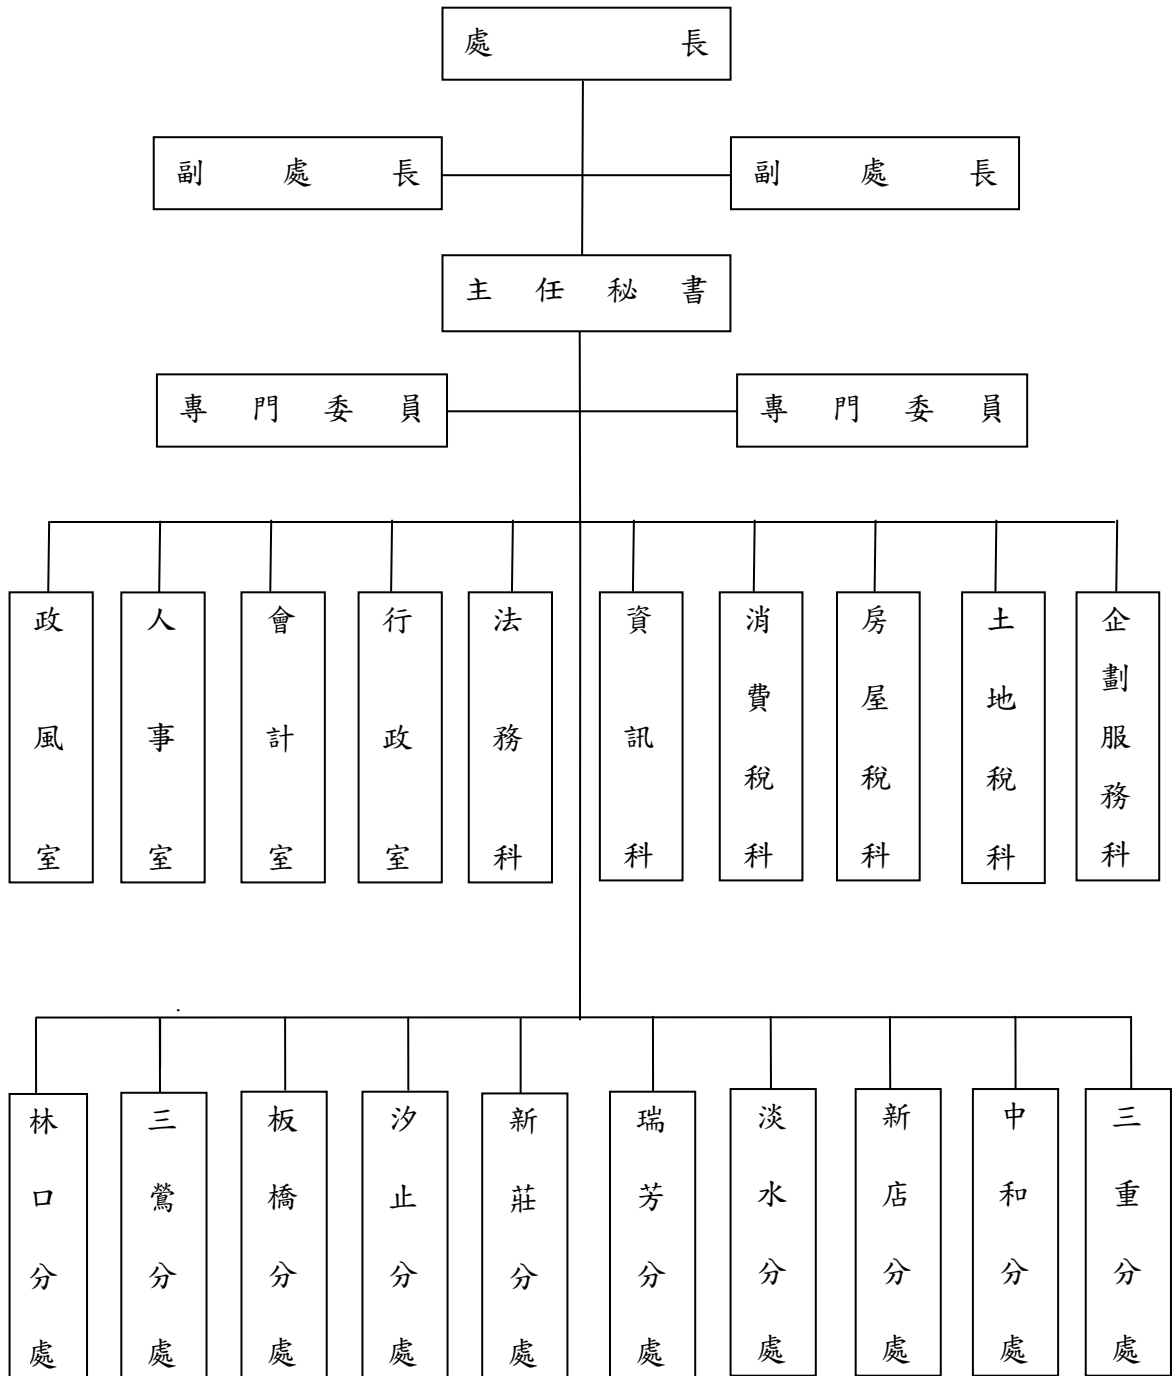 處長
副處長
副處長
主任秘書
專門委員
專門委員
政風室
人事室
會計室
行政室
法務科
資訊科
消費稅科
房屋稅科
土地稅科
企劃服務科
林口分處
三鶯分處
板橋分處
汐止分處
新莊分處
瑞芳分處
淡水分處
新店分處
中和分處
三重分處